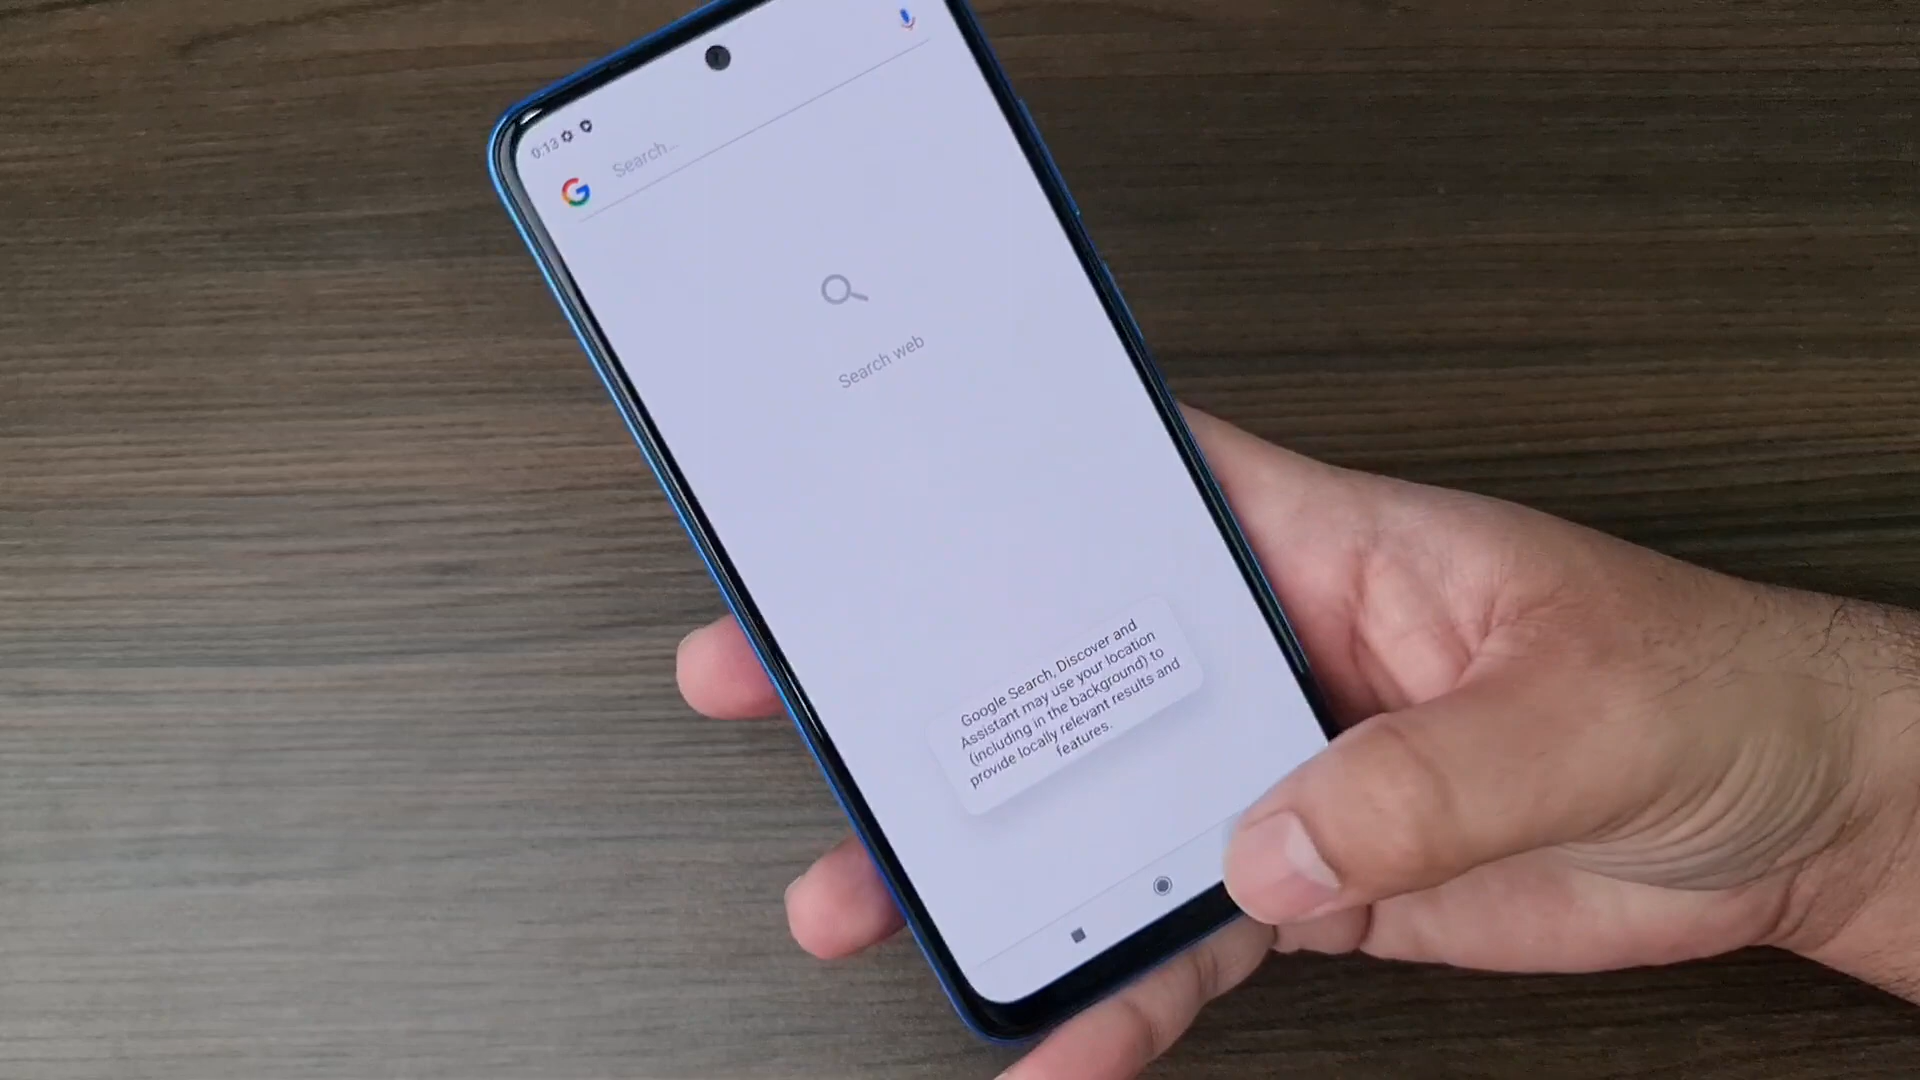 0:13
Search...
Search web
Google Search, Discover and
Assistant may use your location
(including in the background) to
provide locally relevant results and
features.